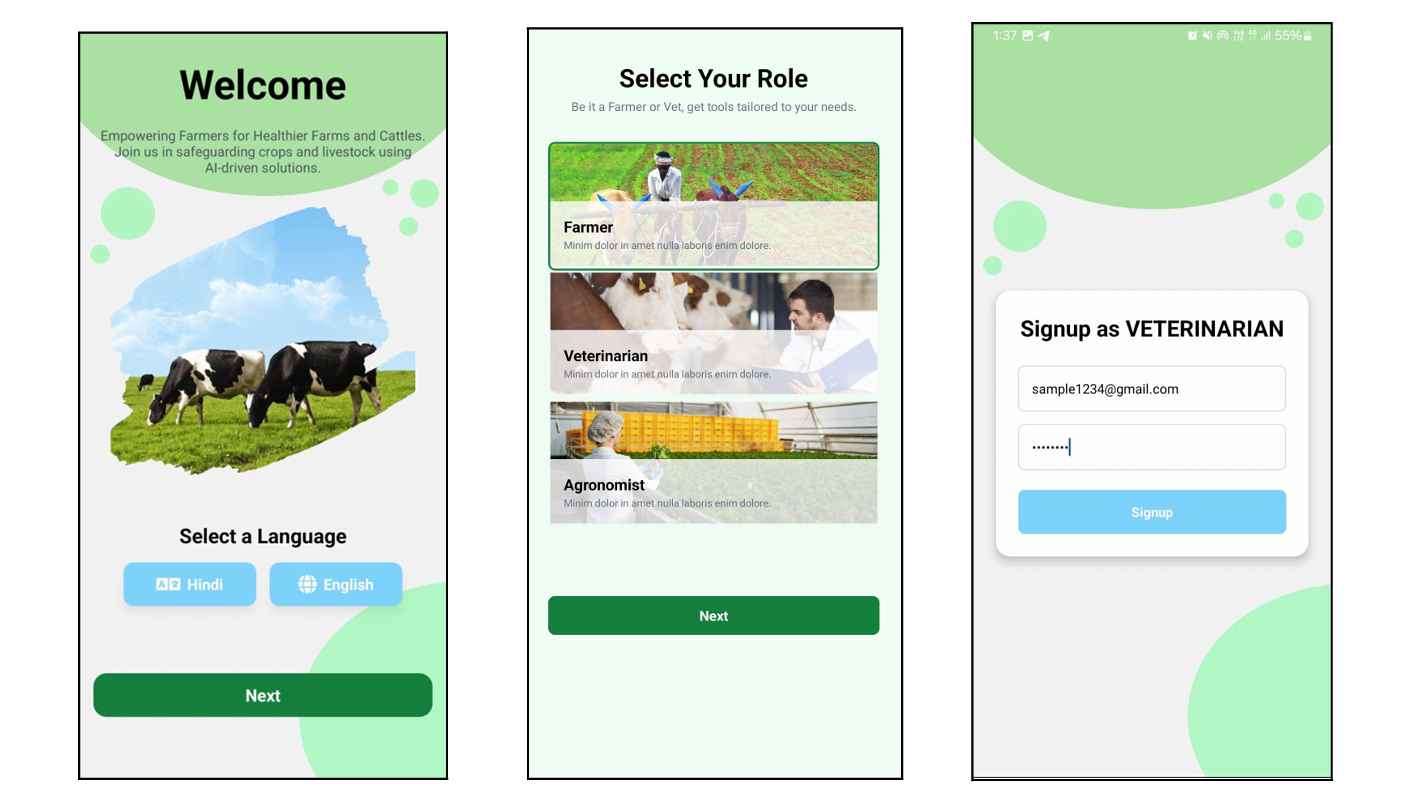 Welcome
Empowering Farmers for Healthier Farms and Cattles.
Join us in safeguarding crops and livestock using
AI-driven solutions.
Select a Language
Hindi
English
Next
Select Your Role
Be it a Farmer or Vet, get tools tailored to your needs.
Farmer
Minim dolor in amet nulla laboris enim dolore.
Veterinarian
Minim dolor in amet nulla laboris enim dolore.
Agronomist
Minim dolor in amet nulla laboris enim dolore.
Next
1:37
55%
Signup as VETERINARIAN
sample1234@gmail.com
••••••••
Signup